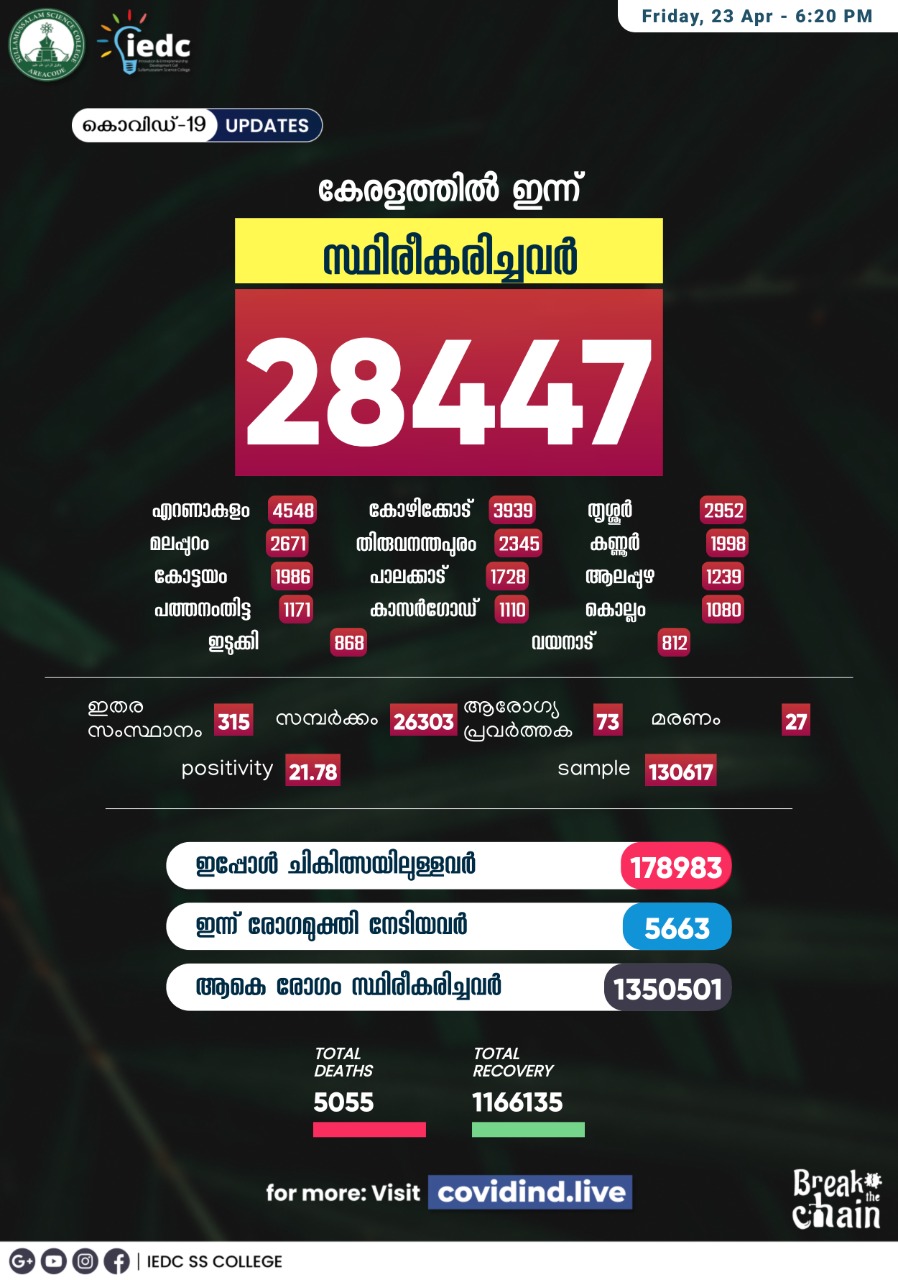 Friday, 23 Apr - 6:20 PM
SULLAMUSSALAM SCIENCE COLLEGE
AREACODE
iedc
കൊവിഡ്-19 UPDATES
കേരളത്തിൽ ഇന്ന്
സ്ഥിരീകരിച്ചവർ
28447
എറണാകുളം 4548 കോഴിക്കോട് 3939 തൃശ്ശൂർ 2952
മലപ്പുറം 2671 തിരുവനന്തപുരം 2345 കണ്ണൂർ 1998
കോട്ടയം 1986 പാലക്കാട് 1728 ആലപ്പുഴ 1239
പത്തനംതിട്ട 1171 കാസർഗോഡ് 1110 കൊല്ലം 1080
ഇടുക്കി 868 വയനാട് 812
ഇതര സംസ്ഥാനം 315 സമ്പർക്കം 26303 ആരോഗ്യ പ്രവർത്തക 73 മരണം 27
positivity 21.78 sample 130617
ഇപ്പോൾ ചികിത്സയിലുള്ളവർ 178983
ഇന്ന് രോഗമുക്തി നേടിയവർ 5663
ആകെ രോഗം സ്ഥിരീകരിച്ചവർ 1350501
TOTAL DEATHS
5055
TOTAL RECOVERY
1166135
for more: Visit covidind.live
Break the chain
IEDC SS COLLEGE